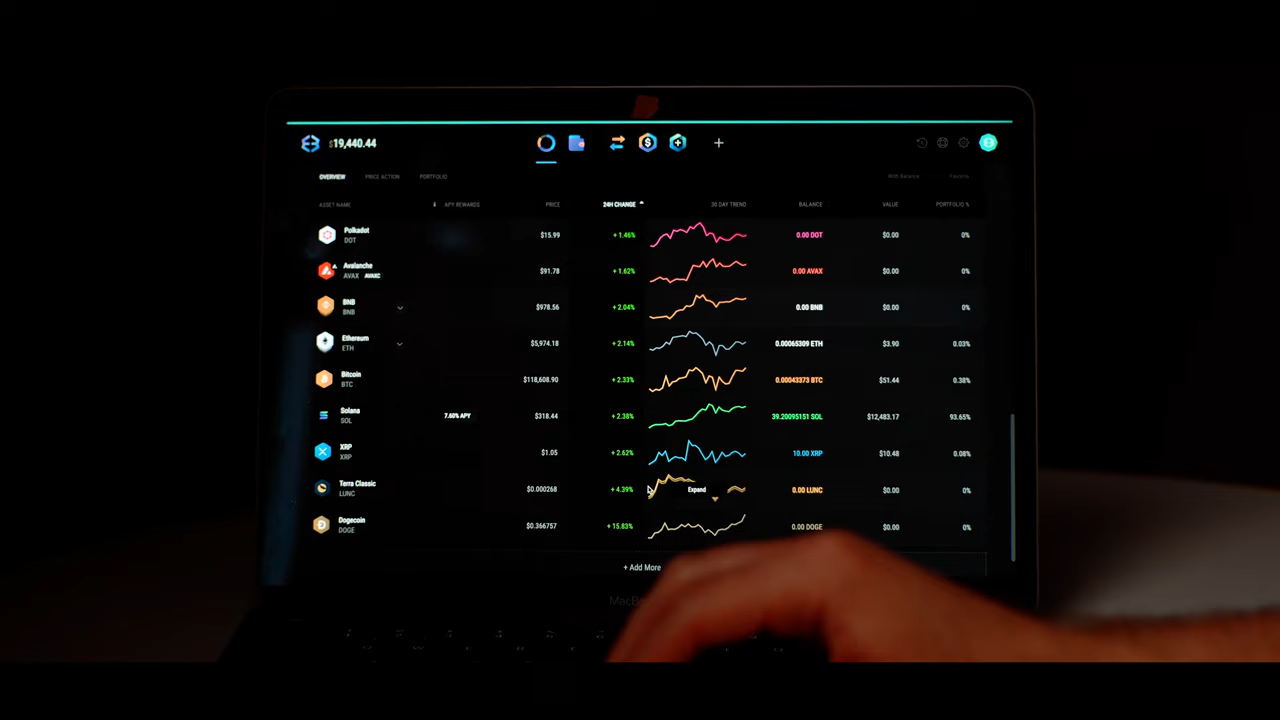 $19,440.44
OVERVIEW PRICE ACTION PORTFOLIO With Balance Favorite
ASSET NAME APY REWARDS PRICE 24H CHANGE 30 DAY TREND BALANCE VALUE PORTFOLIO %
Polkadot
DOT $15.99 + 1.46% 0.00 DOT $0.00 0%
Avalanche
AVAX AVAXC $91.78 + 1.62% 0.00 AVAX $0.00 0%
BNB
BNB $978.56 + 2.04% 0.00 BNB $0.00 0%
Ethereum
ETH $5,974.18 + 2.14% 0.00065309 ETH $3.90 0.03%
Bitcoin
BTC $118,608.90 + 2.33% 0.00043373 BTC $51.44 0.38%
Solana
SOL 7.60% APY $318.44 + 2.38% 39.20095151 SOL $12,483.17 93.65%
XRP
XRP $1.05 + 2.62% 10.00 XRP $10.48 0.08%
Terra Classic
LUNC $0.000268 + 4.39% Expand 0.00 LUNC $0.00 0%
Dogecoin
DOGE $0.366757 + 15.83% 0.00 DOGE $0.00 0%
+ Add More